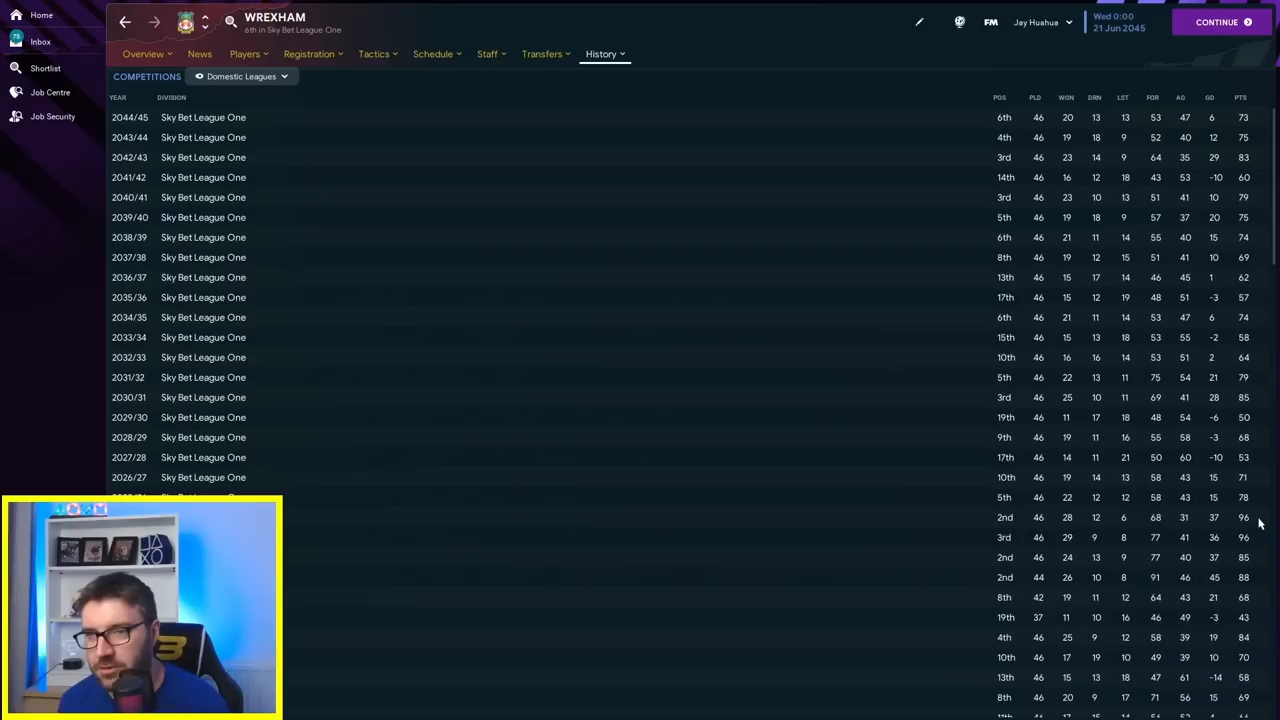 Home
75
Inbox
Shortlist
Job Centre
Job Security
WREXHAM
6th in Sky Bet League One
FM
Jay Huahua
Wed 0:00
21 Jun 2045
CONTINUE
Overview
News
Players
Registration
Tactics
Schedule
Staff
Transfers
History
COMPETITIONS
Domestic Leagues
YEAR DIVISION POS PLD WON DRN LST FOR AG GD PTS
2044/45 Sky Bet League One 6th 46 20 13 13 53 47 6 73
2043/44 Sky Bet League One 4th 46 19 18 9 52 40 12 75
2042/43 Sky Bet League One 3rd 46 23 14 9 64 35 29 83
2041/42 Sky Bet League One 14th 46 16 12 18 43 53 -10 60
2040/41 Sky Bet League One 3rd 46 23 10 13 51 41 10 79
2039/40 Sky Bet League One 5th 46 19 18 9 57 37 20 75
2038/39 Sky Bet League One 6th 46 21 11 14 55 40 15 74
2037/38 Sky Bet League One 8th 46 19 12 15 51 41 10 69
2036/37 Sky Bet League One 13th 46 15 17 14 46 45 1 62
2035/36 Sky Bet League One 17th 46 15 12 19 48 51 -3 57
2034/35 Sky Bet League One 6th 46 21 11 14 53 47 6 74
2033/34 Sky Bet League One 15th 46 15 13 18 53 55 -2 58
2032/33 Sky Bet League One 10th 46 16 16 14 53 51 2 64
2031/32 Sky Bet League One 5th 46 22 13 11 75 54 21 79
2030/31 Sky Bet League One 3rd 46 25 10 11 69 41 28 85
2029/30 Sky Bet League One 19th 46 11 17 18 48 54 -6 50
2028/29 Sky Bet League One 9th 46 19 11 16 55 58 -3 68
2027/28 Sky Bet League One 17th 46 14 11 21 50 60 -10 53
2026/27 Sky Bet League One 10th 46 19 14 13 58 43 15 71
5th 46 22 12 12 58 43 15 78
2nd 46 28 12 6 68 31 37 96
3rd 46 29 9 8 77 41 36 96
2nd 46 24 13 9 77 40 37 85
2nd 44 26 10 8 91 46 45 88
8th 42 19 11 12 64 43 21 68
19th 37 11 10 16 46 49 -3 43
4th 46 25 9 12 58 39 19 84
10th 46 17 19 10 49 39 10 70
13th 46 15 13 18 47 61 -14 58
8th 46 20 9 17 71 56 15 69